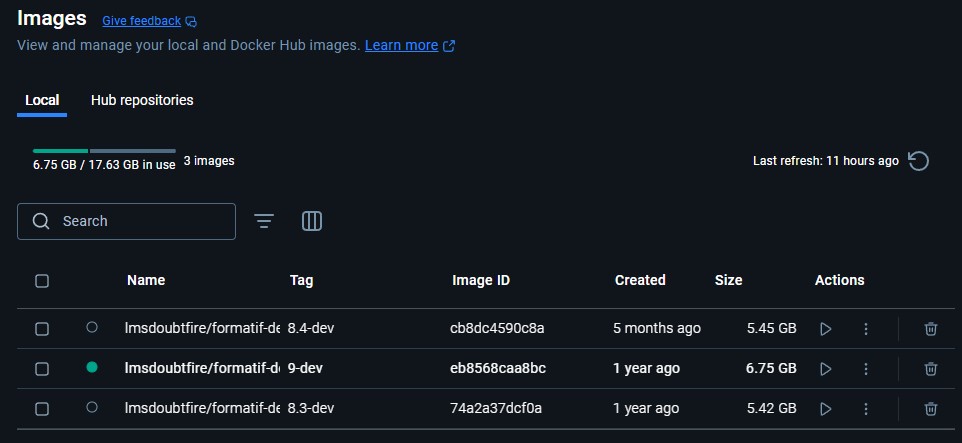 Images Give feedback
View and manage your local and Docker Hub images. Learn more
Local Hub repositories
6.75 GB / 17.63 GB in use 3 images Last refresh: 11 hours ago
Search
Name Tag Image ID Created Size Actions
lmsdoubtfire/formatif-de 8.4-dev cb8dc4590c8a 5 months ago 5.45 GB
lmsdoubtfire/formatif-d 9-dev eb8568caa8bc 1 year ago 6.75 GB
lmsdoubtfire/formatif-de 8.3-dev 74a2a37dcf0a 1 year ago 5.42 GB